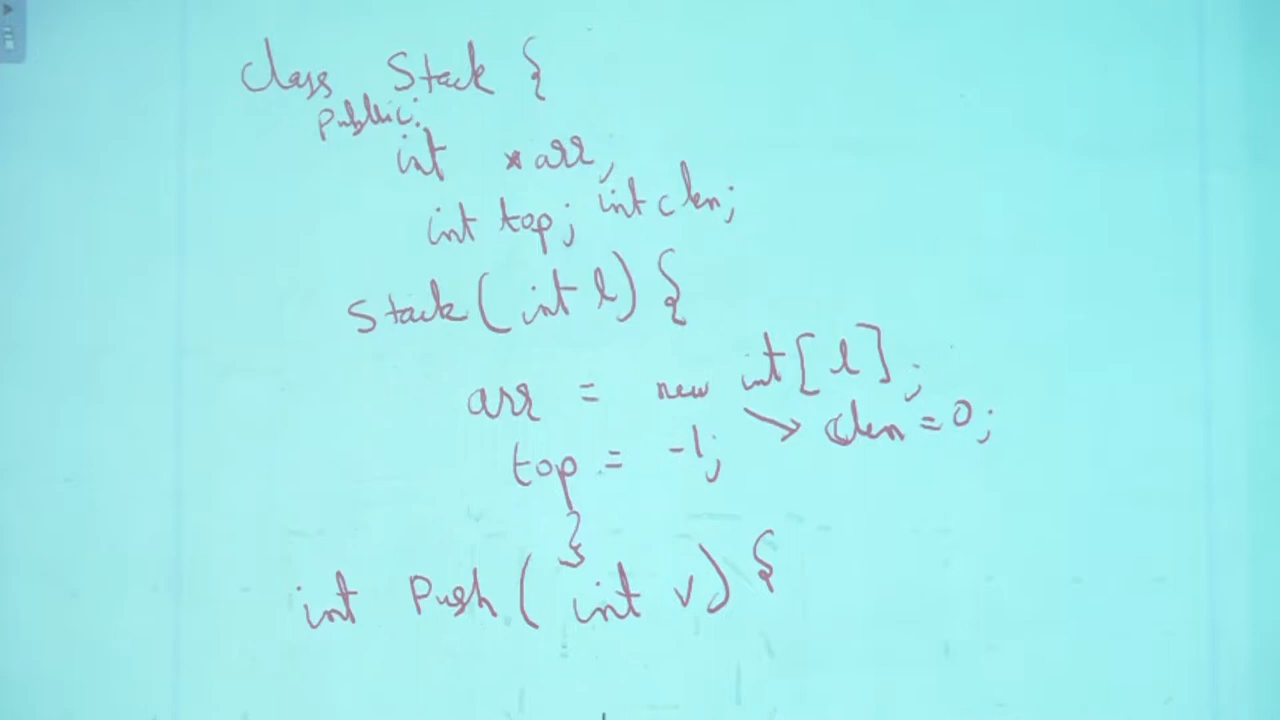 class Stack {
public:
int *arr;
int top; int clen;
Stack(int l) {
arr = new int[l];
top = -1; → clen = 0;
}
int Push(int v) {